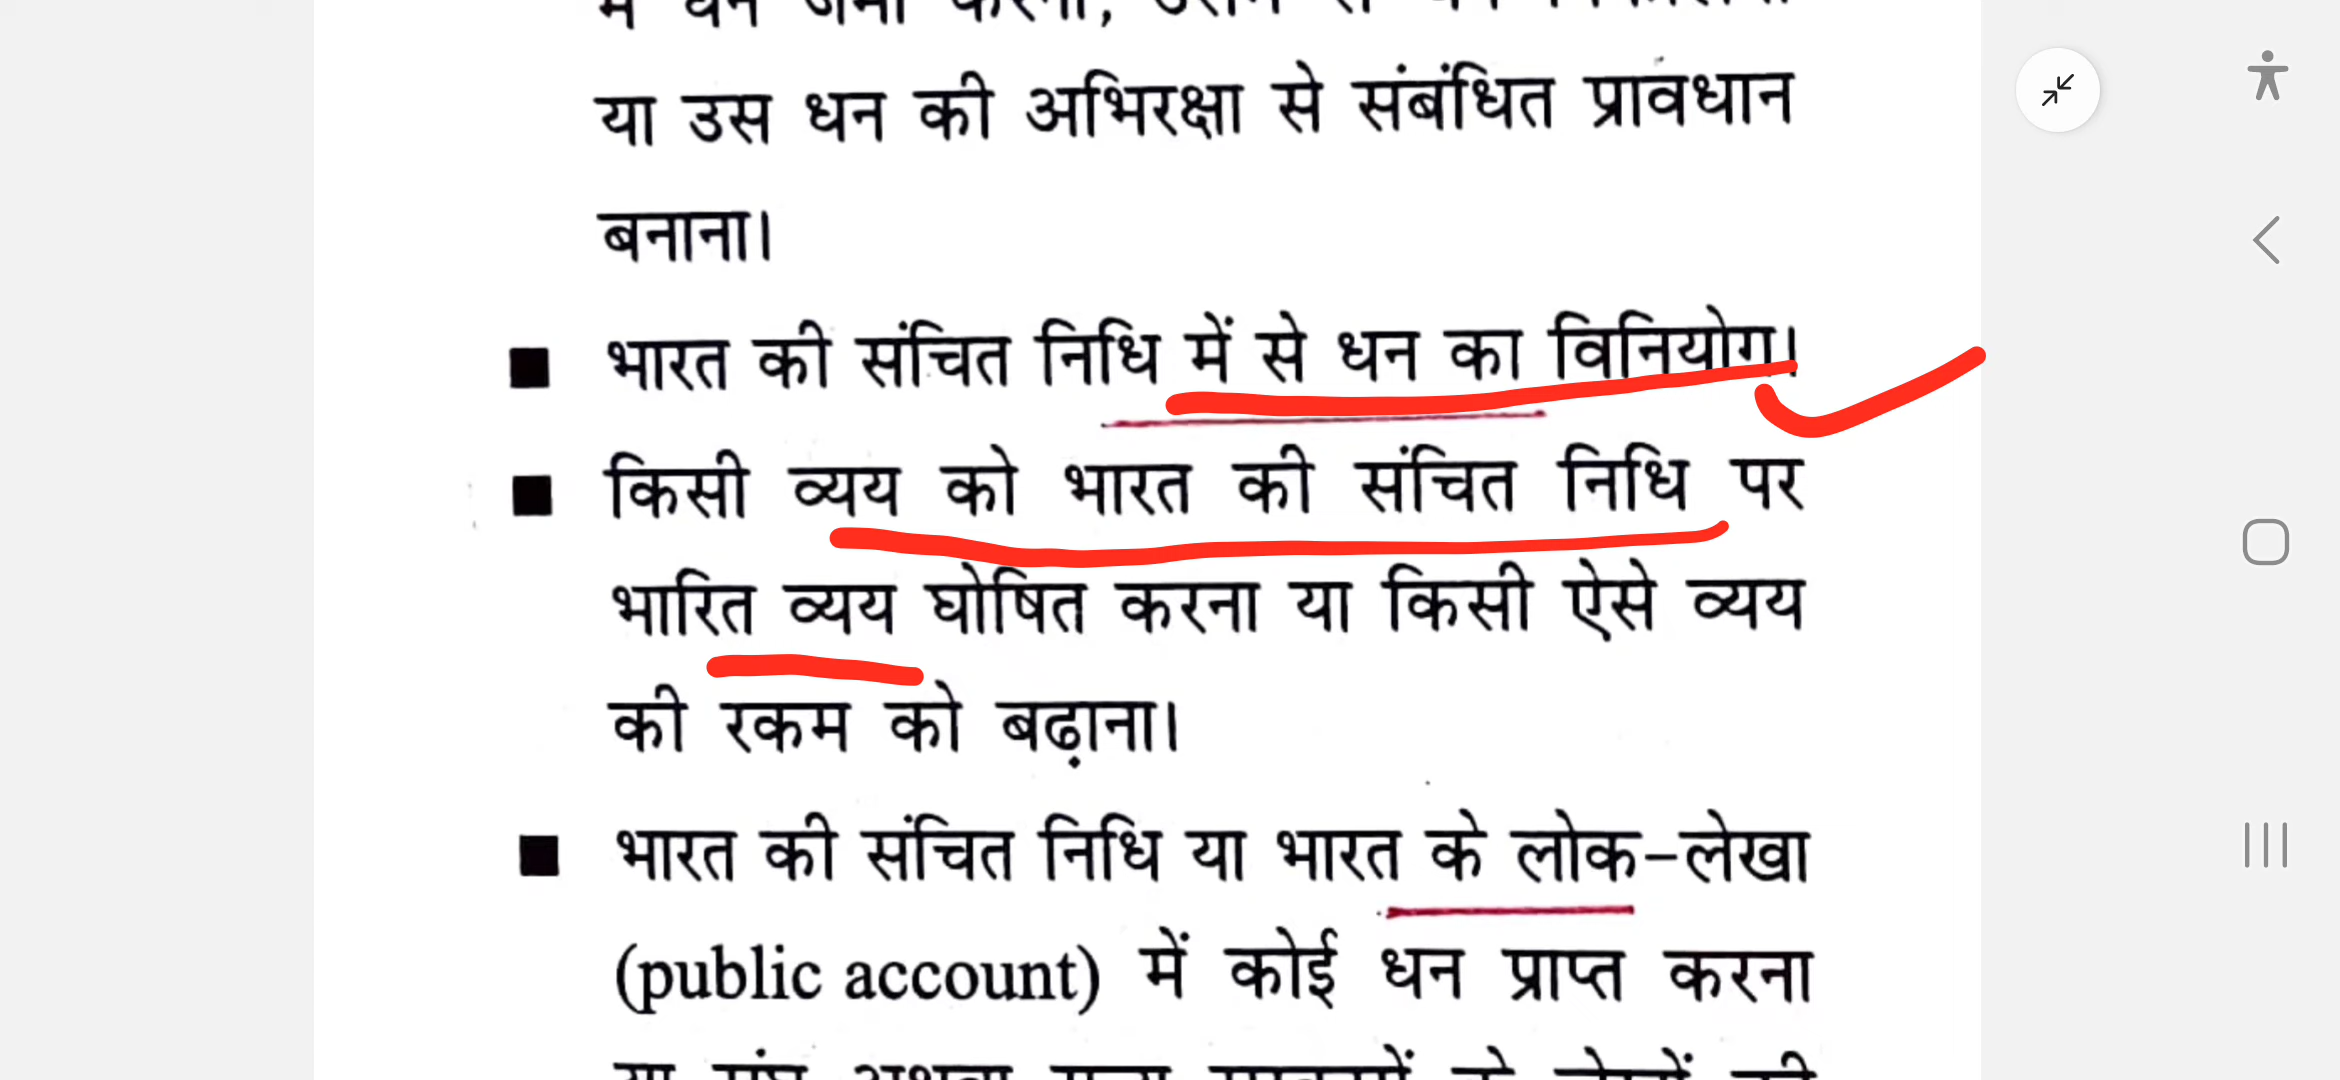 या उस धन की अभिरक्षा से संबंधित प्रावधान
बनाना।
■ भारत की संचित निधि में से धन का विनियोग।
■ किसी व्यय को भारत की संचित निधि पर
भारित व्यय घोषित करना या किसी ऐसे व्यय
की रकम को बढ़ाना।
■ भारत की संचित निधि या भारत के लोक-लेखा
(public account) में कोई धन प्राप्त करना